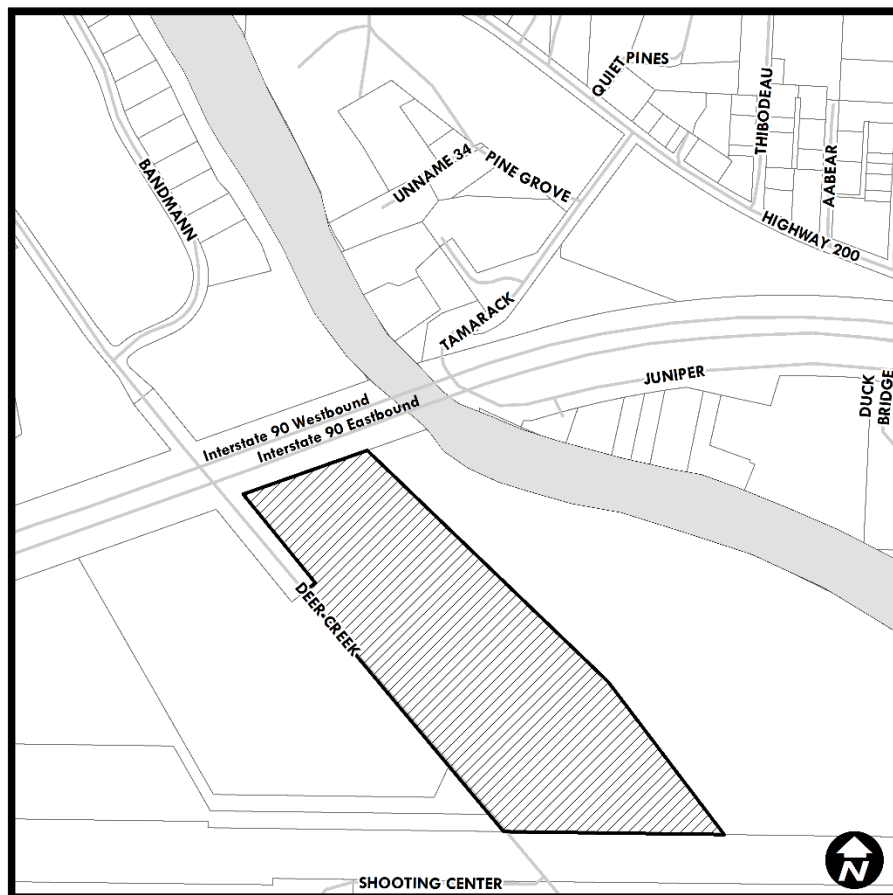 QUIET PINES
THIBODEAU
AABEAR
BANDMANN
UNNAME 34
PINE GROVE
HIGHWAY 200
TAMARACK
JUNIPER
DUCK
BRIDGE
Interstate 90 Westbound
Interstate 90 Eastbound
DEER CREEK
SHOOTING CENTER
N